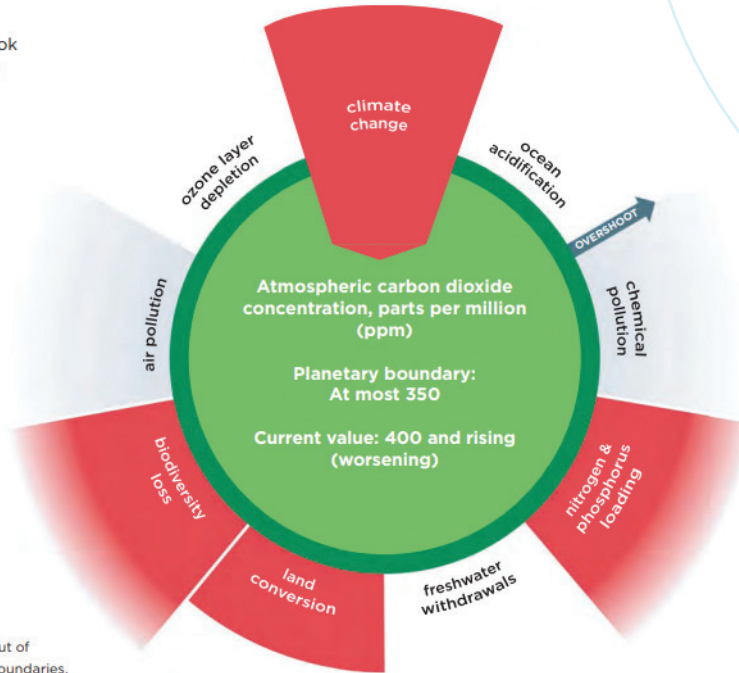 ok
climate
change
ozone layer
depletion
ocean
acidification
OVERSHOOT
air pollution
chemical
pollution
Atmospheric carbon dioxide
concentration, parts per million
(ppm)
Planetary boundary:
At most 350
Current value: 400 and rising
(worsening)
biodiversity
loss
nitrogen &
phosphorus
loading
land
conversion
freshwater
withdrawals
ut of
oundaries.